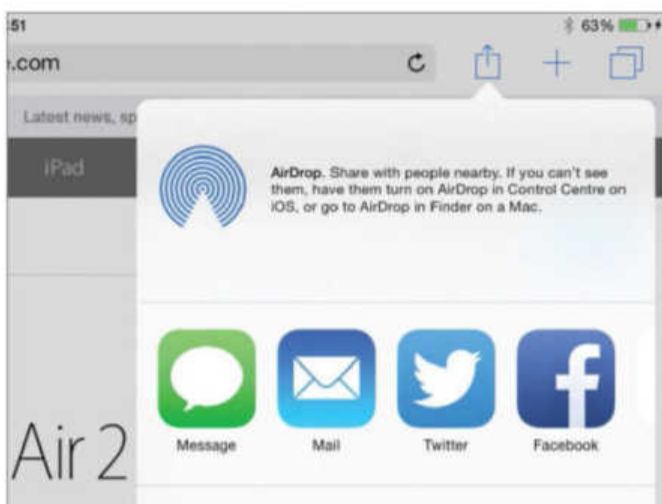 :51
63%
.com
Latest news, sp
iPad
AirDrop. Share with people nearby. If you can't see
them, have them turn on AirDrop in Control Centre on
iOS, or go to AirDrop in Finder on a Mac.
Message Mail Twitter Facebook
Air 2